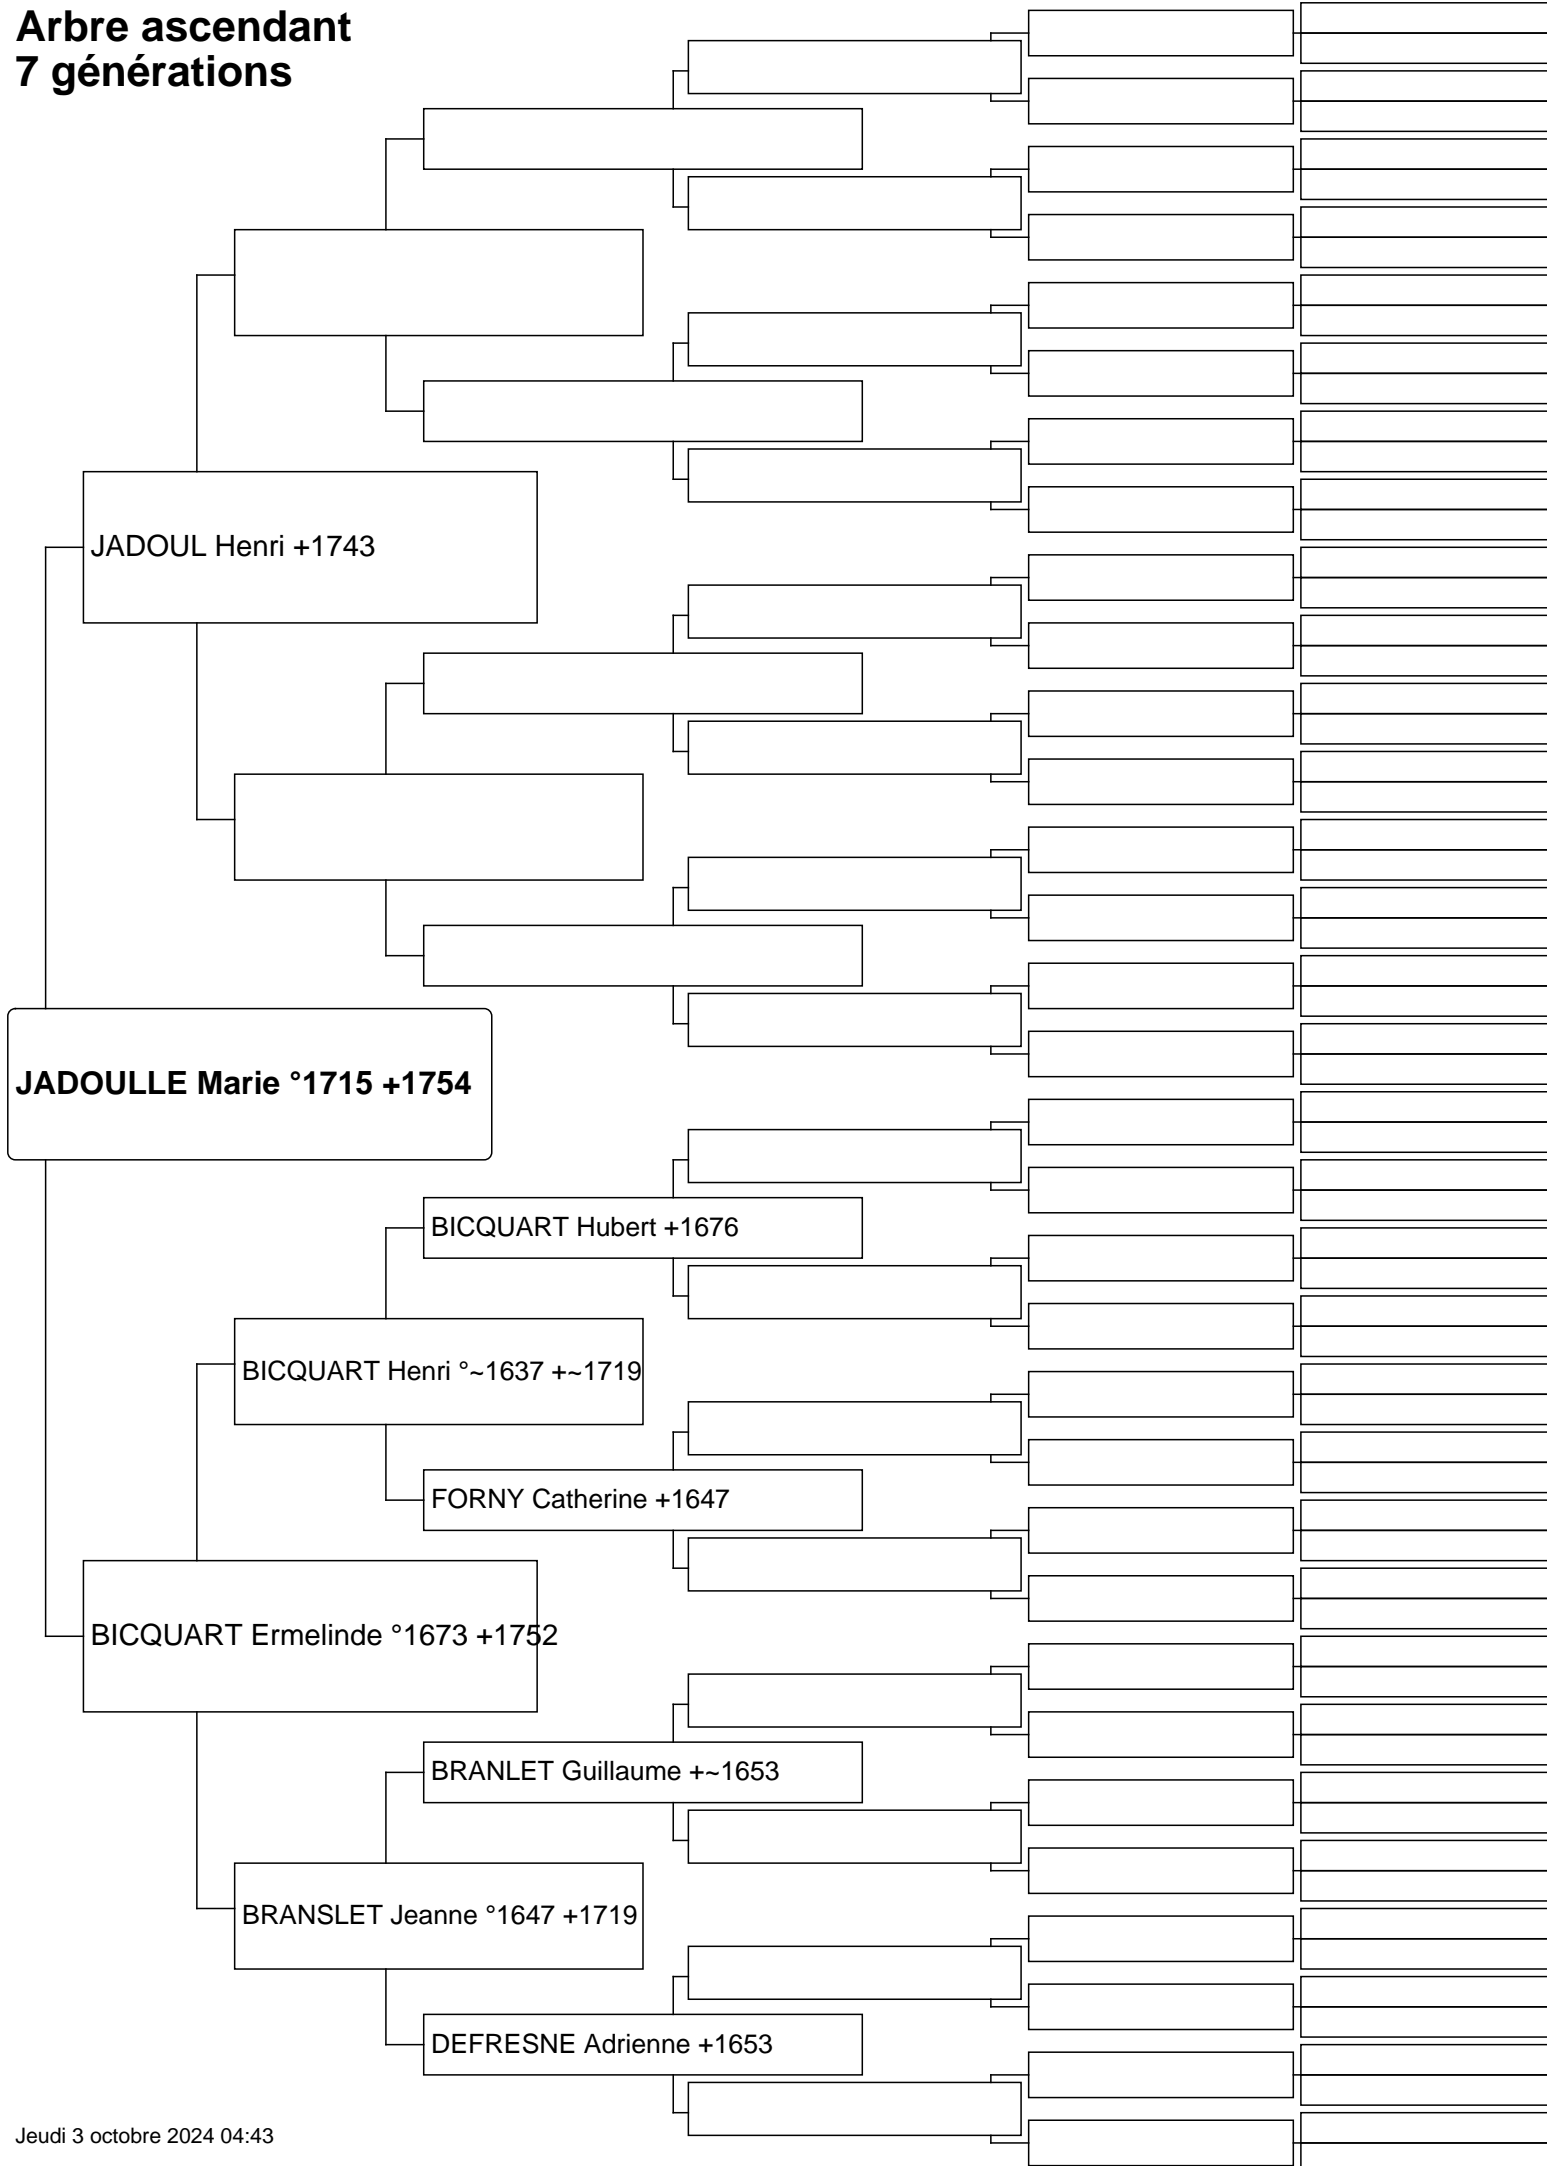 Arbre ascendant
7 générations
JADOUL Henri +1743
JADOULLE Marie °1715 +1754
BICQUART Hubert +1676
BICQUART Henri °~1637 +~1719
FORNY Catherine +1647
BICQUART Ermelinde °1673 +1752
BRANLET Guillaume +~1653
BRANSLET Jeanne °1647 +1719
DEFRESNE Adrienne +1653
Jeudi 3 octobre 2024 04:43